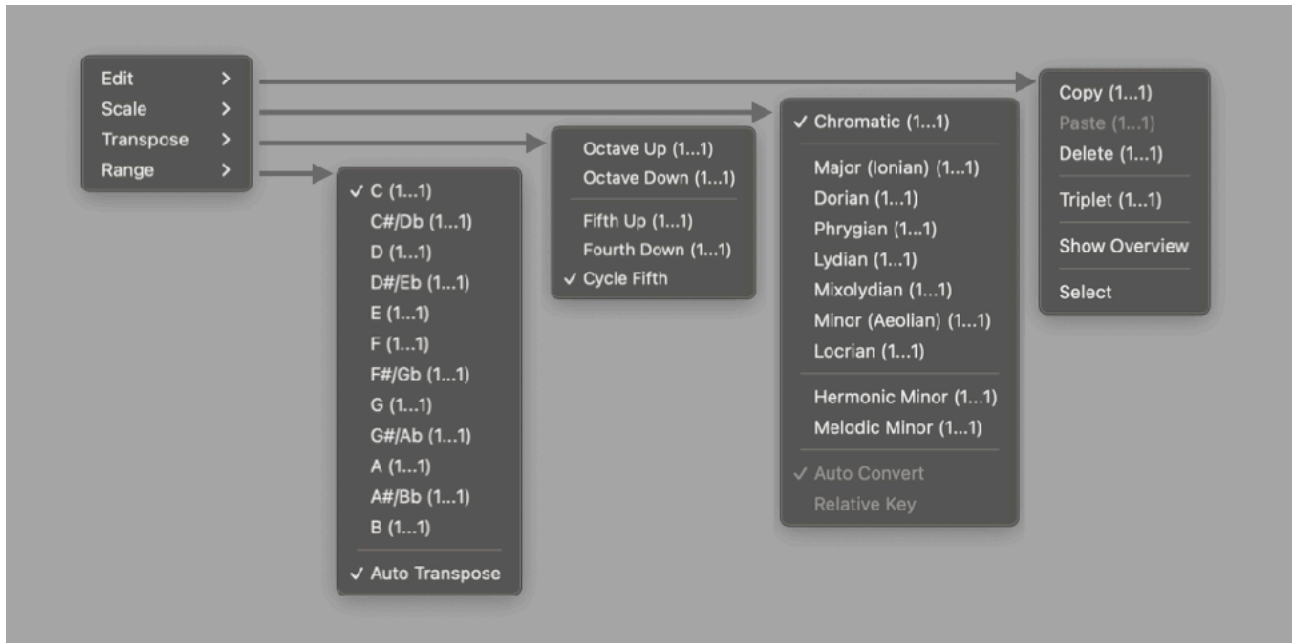 Edit
Scale
Transpose
Range
C (1...1)
C#/Db (1...1)
D (1...1)
D#/Eb (1...1)
E (1...1)
F (1...1)
F#/Gb (1...1)
G (1...1)
G#/Ab (1...1)
A (1...1)
A#/Bb (1...1)
B (1...1)
Auto Transpose
Octave Up (1...1)
Octave Down (1...1)
Fifth Up (1...1)
Fourth Down (1...1)
Cycle Fifth
Chromatic (1...1)
Major (Ionian) (1...1)
Dorian (1...1)
Phrygian (1...1)
Lydian (1...1)
Mixolydian (1...1)
Minor (Aeolian) (1...1)
Locrian (1...1)
Hermonic Minor (1...1)
Melodic Minor (1...1)
Auto Convert
Relative Key
Copy (1...1)
Paste (1...1)
Delete (1...1)
Triplet (1...1)
Show Overview
Select